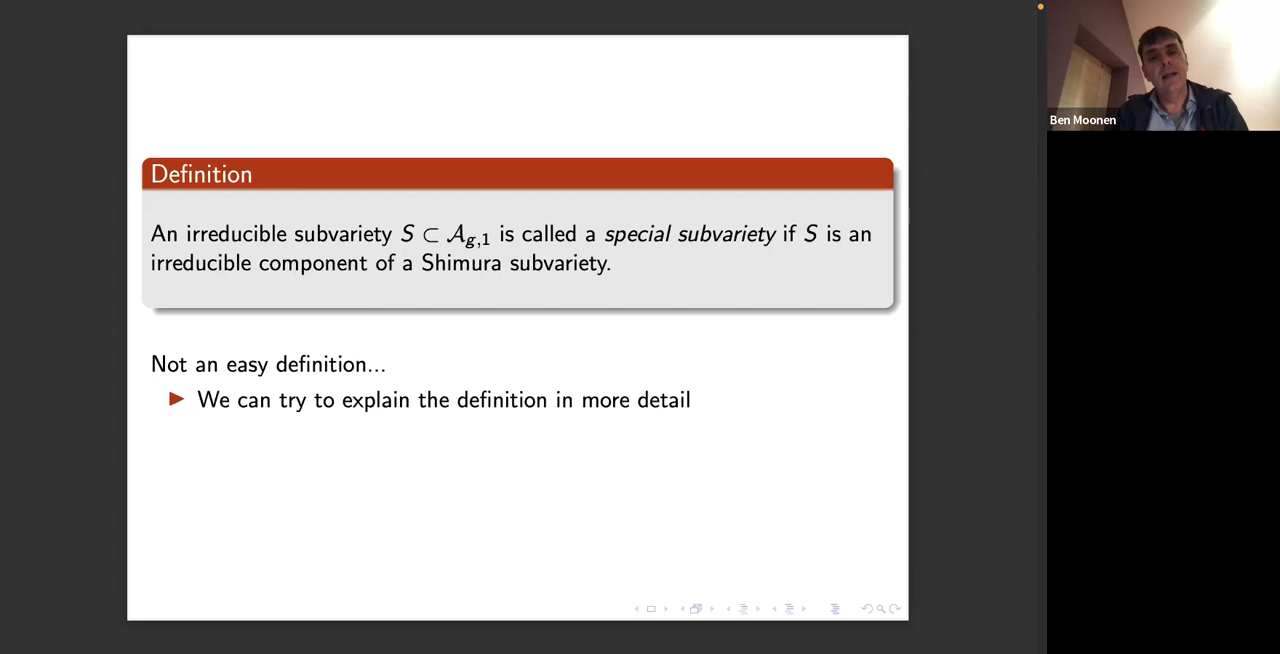 Definition
An irreducible subvariety S ⊂ 𝒜g,1 is called a special subvariety if S is an
irreducible component of a Shimura subvariety.
Not an easy definition...
We can try to explain the definition in more detail
Ben Moonen